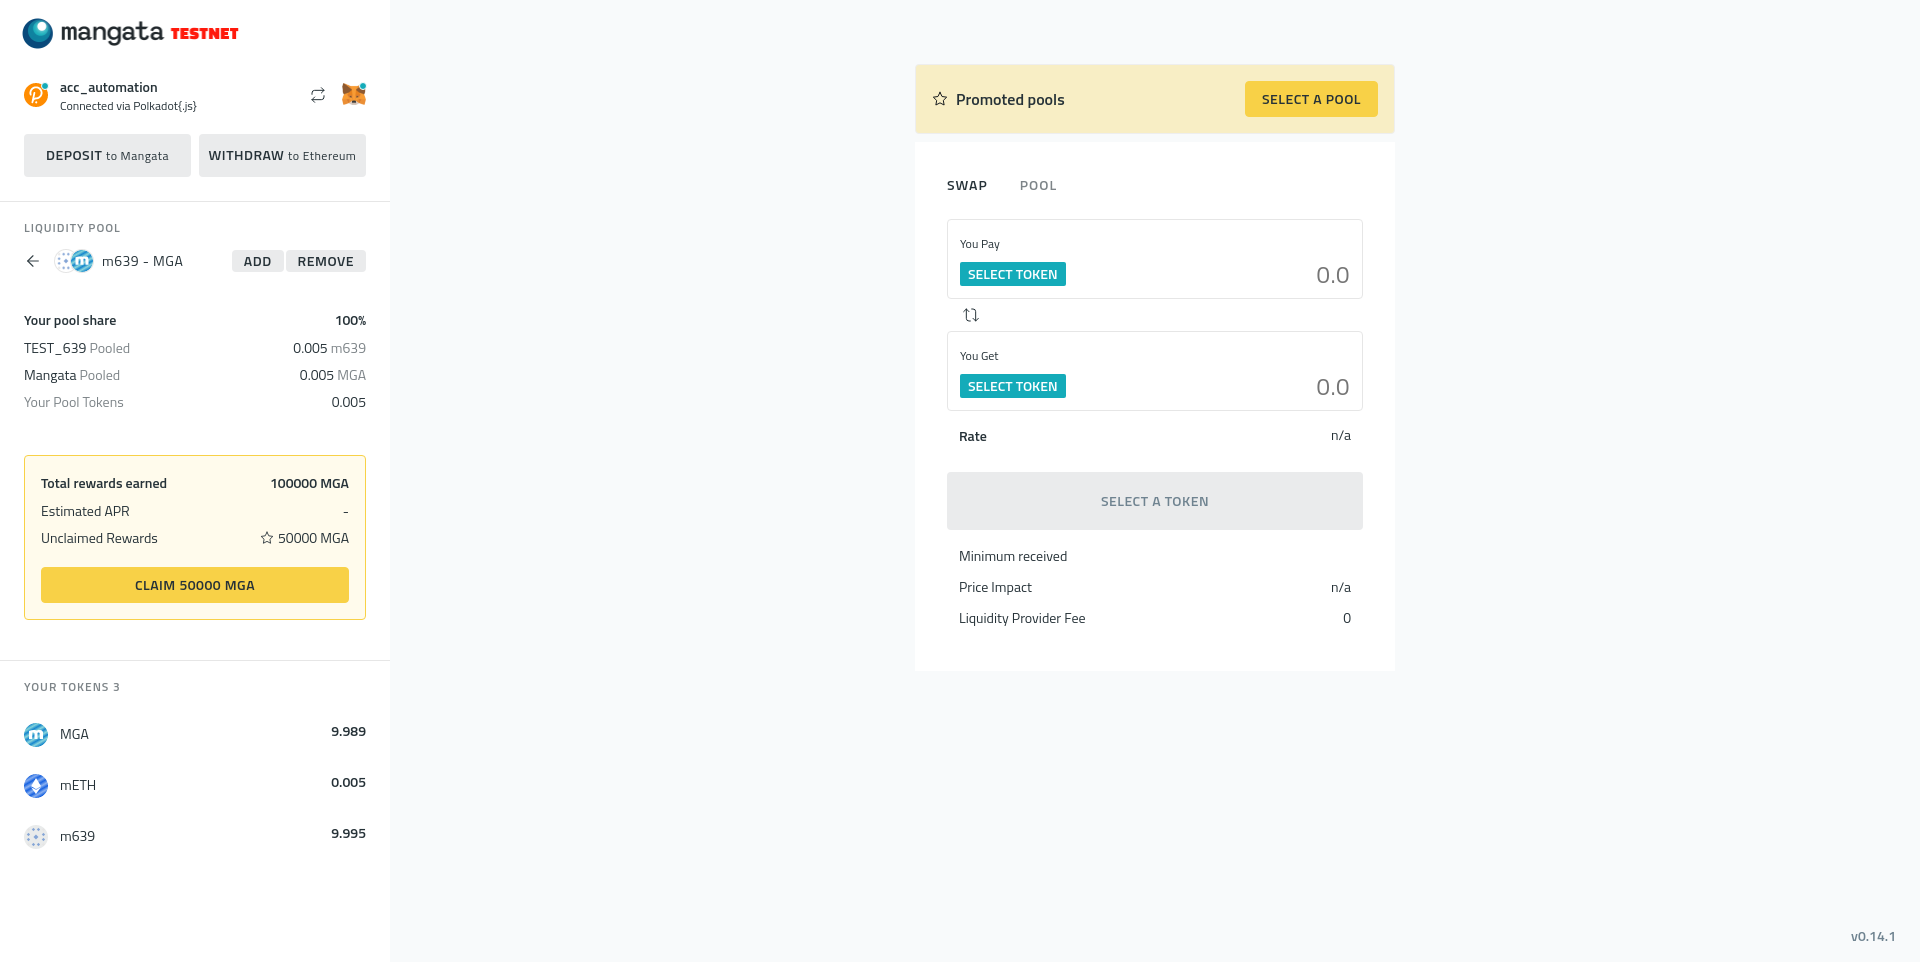 mangata TESTNET
acc_automation
Connected via Polkadot{.js}
DEPOSIT to Mangata
WITHDRAW to Ethereum
LIQUIDITY POOL
m639 - MGA
ADD
REMOVE
Your pool share 100%
TEST_639 Pooled 0.005 m639
Mangata Pooled 0.005 MGA
Your Pool Tokens 0.005
Total rewards earned 100000 MGA
Estimated APR -
Unclaimed Rewards 50000 MGA
CLAIM 50000 MGA
YOUR TOKENS 3
MGA 9.989
mETH 0.005
m639 9.995
Promoted pools
SELECT A POOL
SWAP POOL
You Pay
SELECT TOKEN 0.0
You Get
SELECT TOKEN 0.0
Rate n/a
SELECT A TOKEN
Minimum received
Price Impact n/a
Liquidity Provider Fee 0
v0.14.1